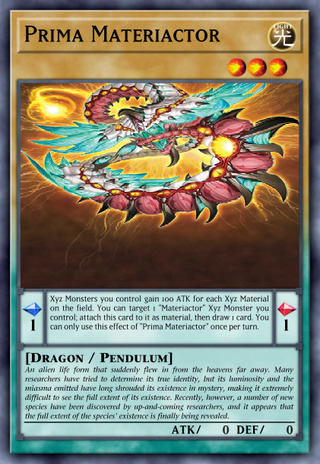 PRIMA MATERIACTOR
LIGHT
光
Xyz Monsters you control gain 100 ATK for each Xyz Material
on the field. You can target 1 "Materiactor" Xyz Monster you
control; attach this card to it as material, then draw 1 card. You
can only use this effect of "Prima Materiactor" once per turn.
1
1
[DRAGON / PENDULUM]
An alien life form that suddenly flew in from the heavens far away. Many
researchers have tried to determine its true identity, but its luminosity and the
miasma emitted have long shrouded its existence in mystery, making it extremely
difficult to see the full extent of its existence. Recently, however, a number of new
species have been discovered by up-and-coming researchers, and it appears that
the full extent of the species' existence is finally being revealed.
ATK/ 0 DEF/ 0